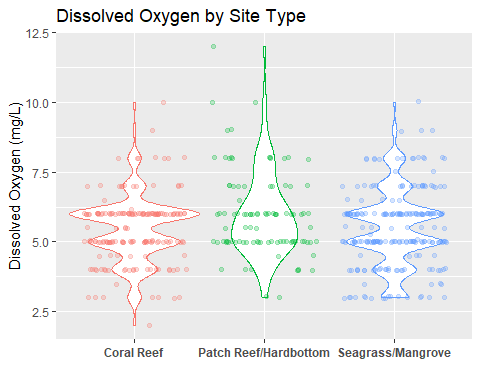 Dissolved Oxygen by Site Type
Dissolved Oxygen (mg/L)
12.5
10.0
7.5
5.0
2.5
Coral Reef
Patch Reef/Hardbottom
Seagrass/Mangrove